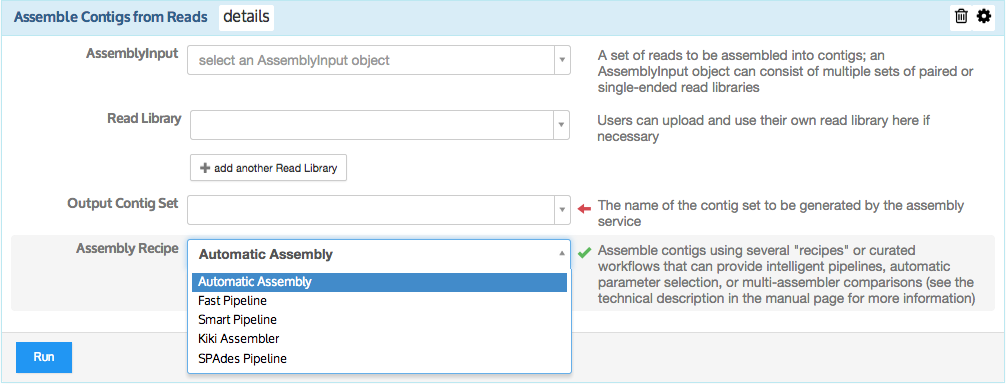 Assemble Contigs from Reads details
AssemblyInput
select an AssemblyInput object
A set of reads to be assembled into contigs; an
AssemblyInput object can consist of multiple sets of paired or
single-ended read libraries
Read Library
Users can upload and use their own read library here if
necessary
add another Read Library
Output Contig Set
The name of the contig set to be generated by the assembly
service
Assembly Recipe
Automatic Assembly
Assemble contigs using several "recipes" or curated
workflows that can provide intelligent pipelines, automatic
parameter selection, or multi-assembler comparisons (see the
technical description in the manual page for more information)
Automatic Assembly
Fast Pipeline
Smart Pipeline
Kiki Assembler
SPAdes Pipeline
Run